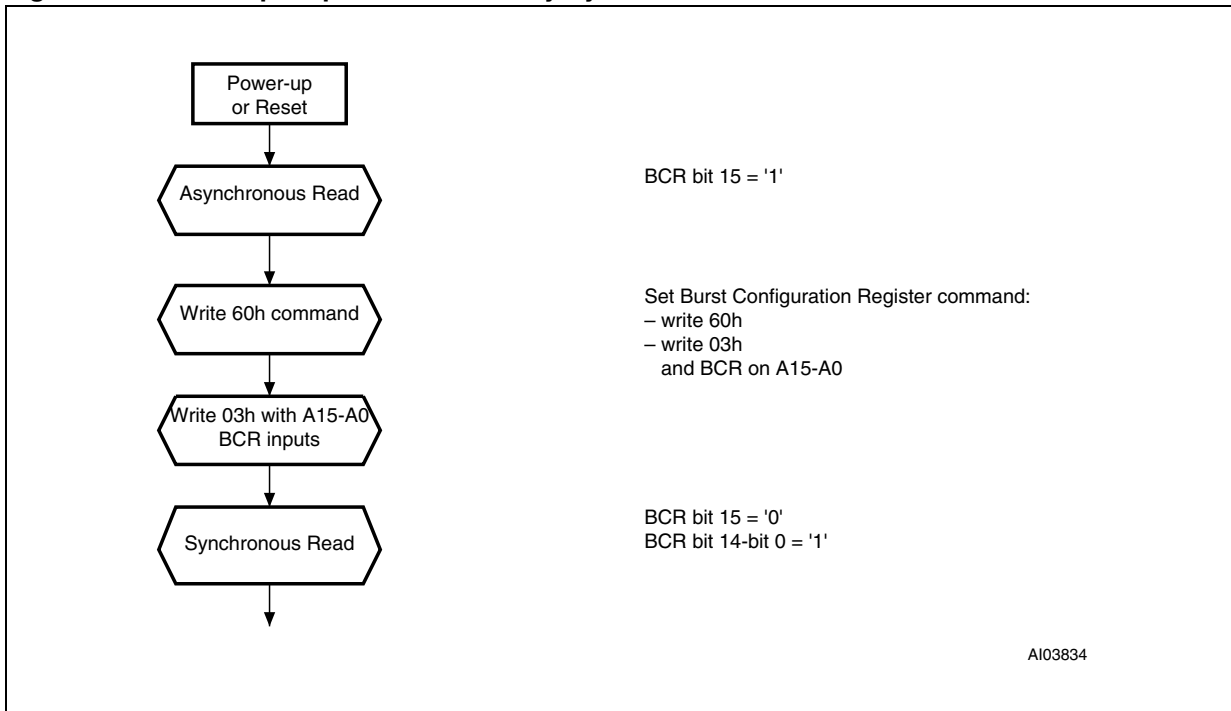 Power-up
or Reset
Asynchronous Read
BCR bit 15 = '1'
Write 60h command
Set Burst Configuration Register command:
– write 60h
– write 03h
and BCR on A15-A0
Write 03h with A15-A0
BCR inputs
Synchronous Read
BCR bit 15 = '0'
BCR bit 14-bit 0 = '1'
AI03834